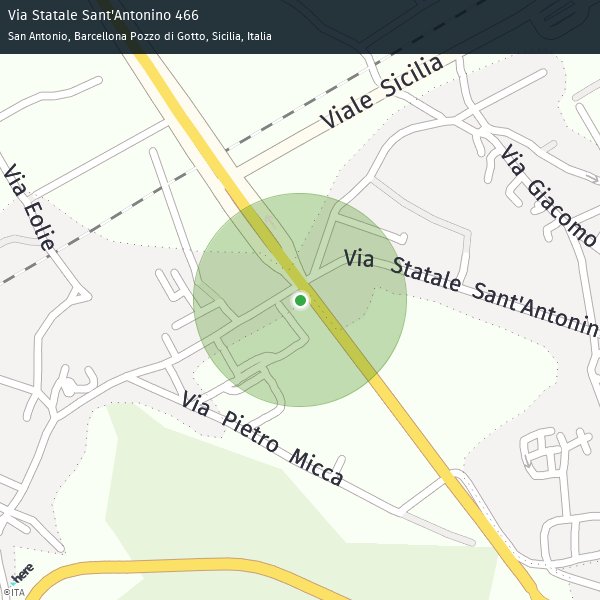 Via Statale Sant'Antonino 466
San Antonio, Barcellona Pozzo di Gotto, Sicilia, Italia
Viale Sicilia
Via Giacomo
Via Eolie
Via Statale Sant'Antonin
Via Pietro Micca
here
©ITA